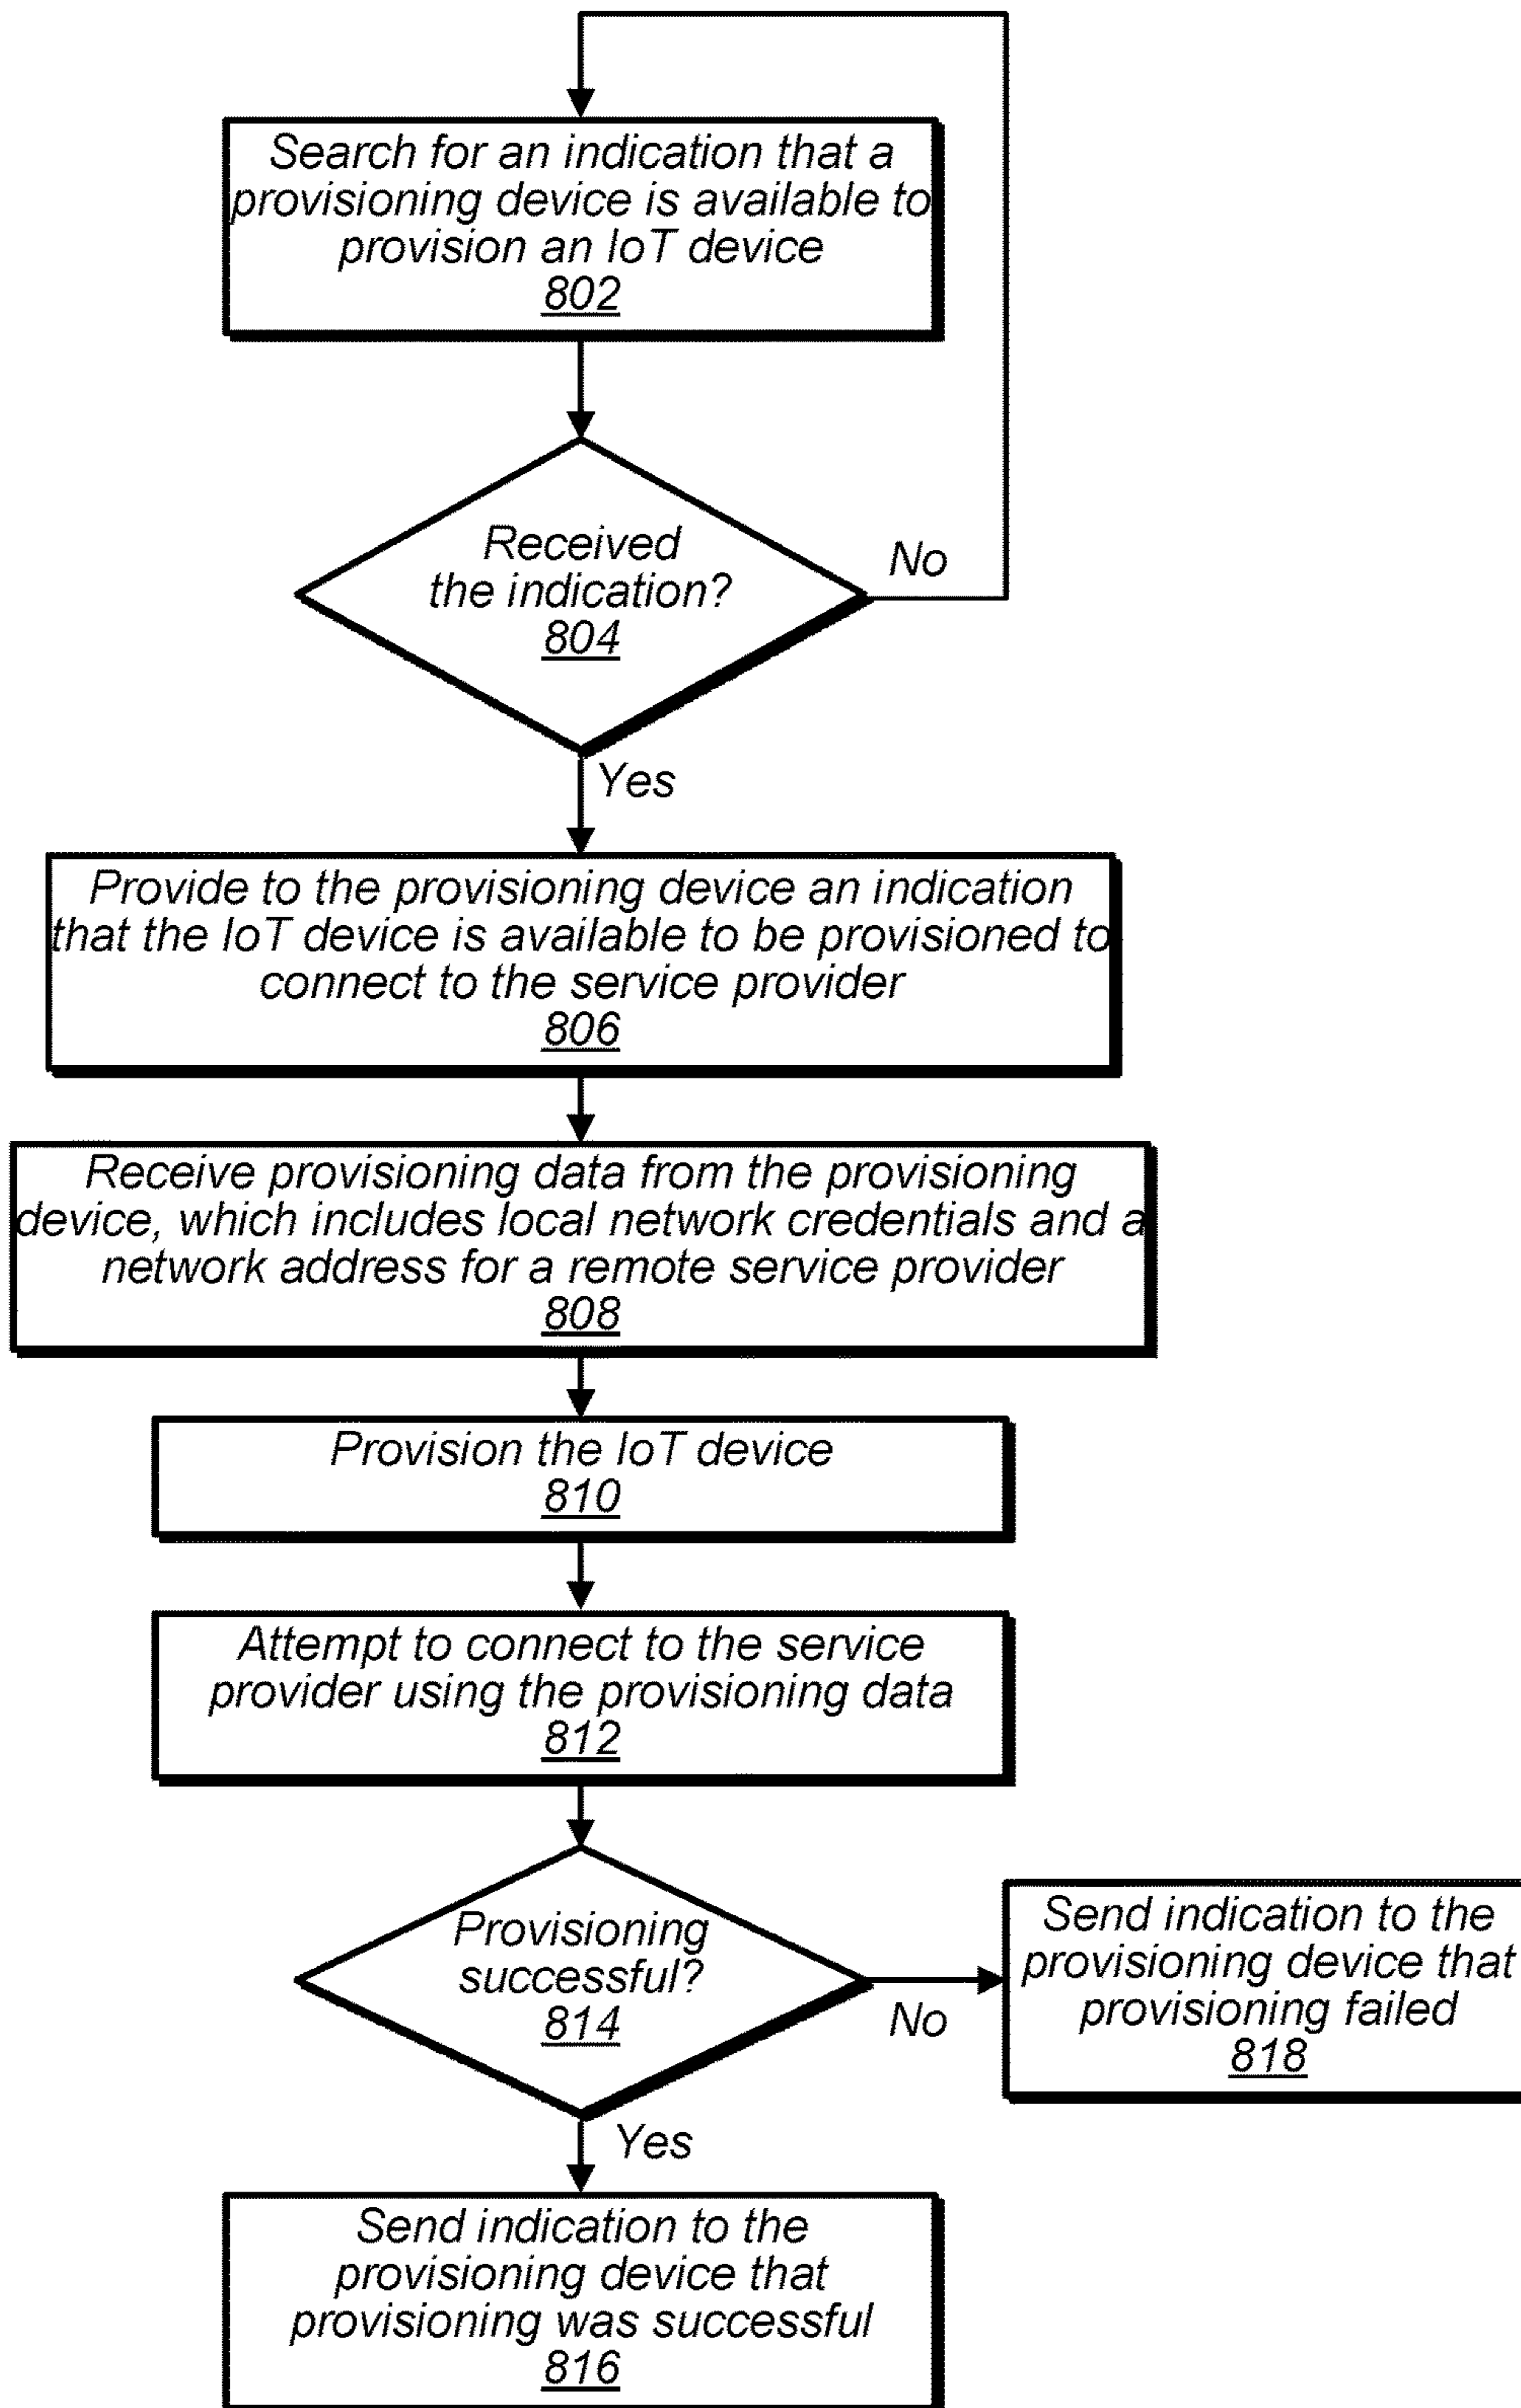 Search for an indication that a
provisioning device is available to
provision an IoT device
802
Received
the indication?
804
No
Yes
Provide to the provisioning device an indication
that the IoT device is available to be provisioned to
connect to the service provider
806
Receive provisioning data from the provisioning
device, which includes local network credentials and a
network address for a remote service provider
808
Provision the IoT device
810
Attempt to connect to the service
provider using the provisioning data
812
Provisioning
successful?
814
No
Send indication to the
provisioning device that
provisioning failed
818
Yes
Send indication to the
provisioning device that
provisioning was successful
816